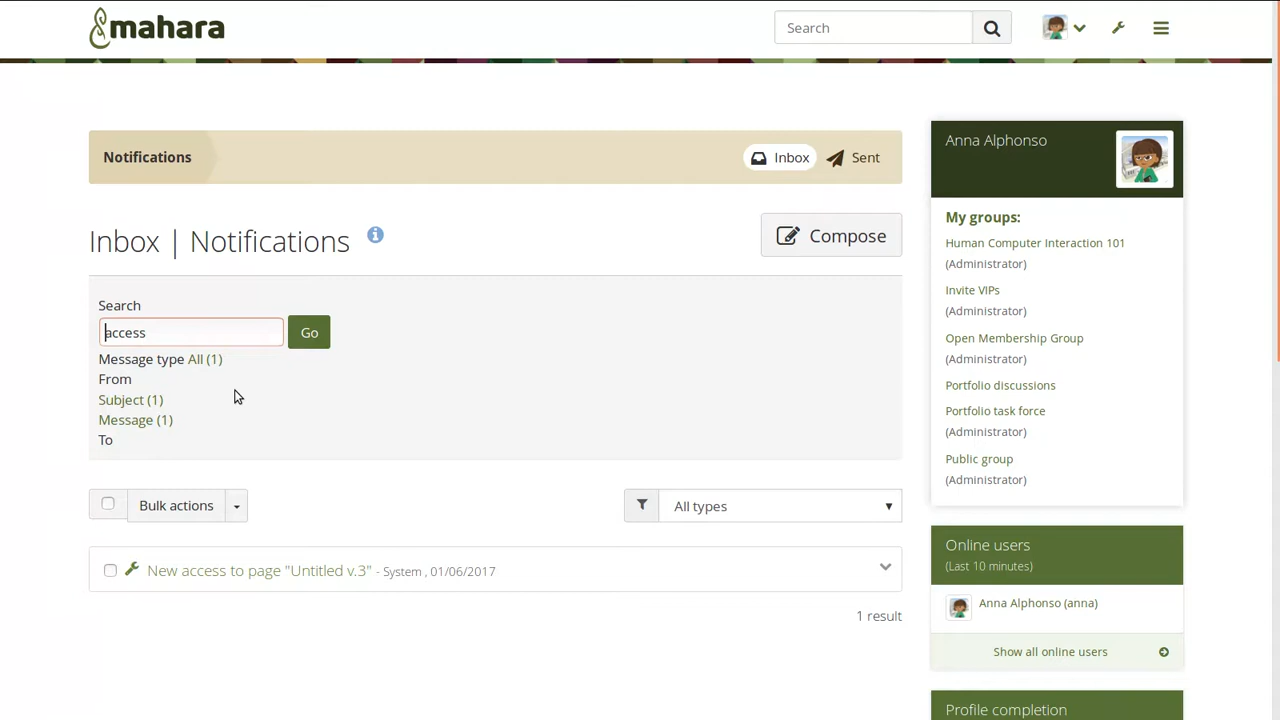 mahara
Search
Notifications
Inbox
Sent
Inbox | Notifications
Compose
Search
access
Go
Message type All (1)
From
Subject (1)
Message (1)
To
Bulk actions
All types
New access to page "Untitled v.3" - System , 01/06/2017
1 result
Anna Alphonso
My groups:
Human Computer Interaction 101
(Administrator)
Invite VIPs
(Administrator)
Open Membership Group
(Administrator)
Portfolio discussions
Portfolio task force
(Administrator)
Public group
(Administrator)
Online users
(Last 10 minutes)
Anna Alphonso (anna)
Show all online users
Profile completion